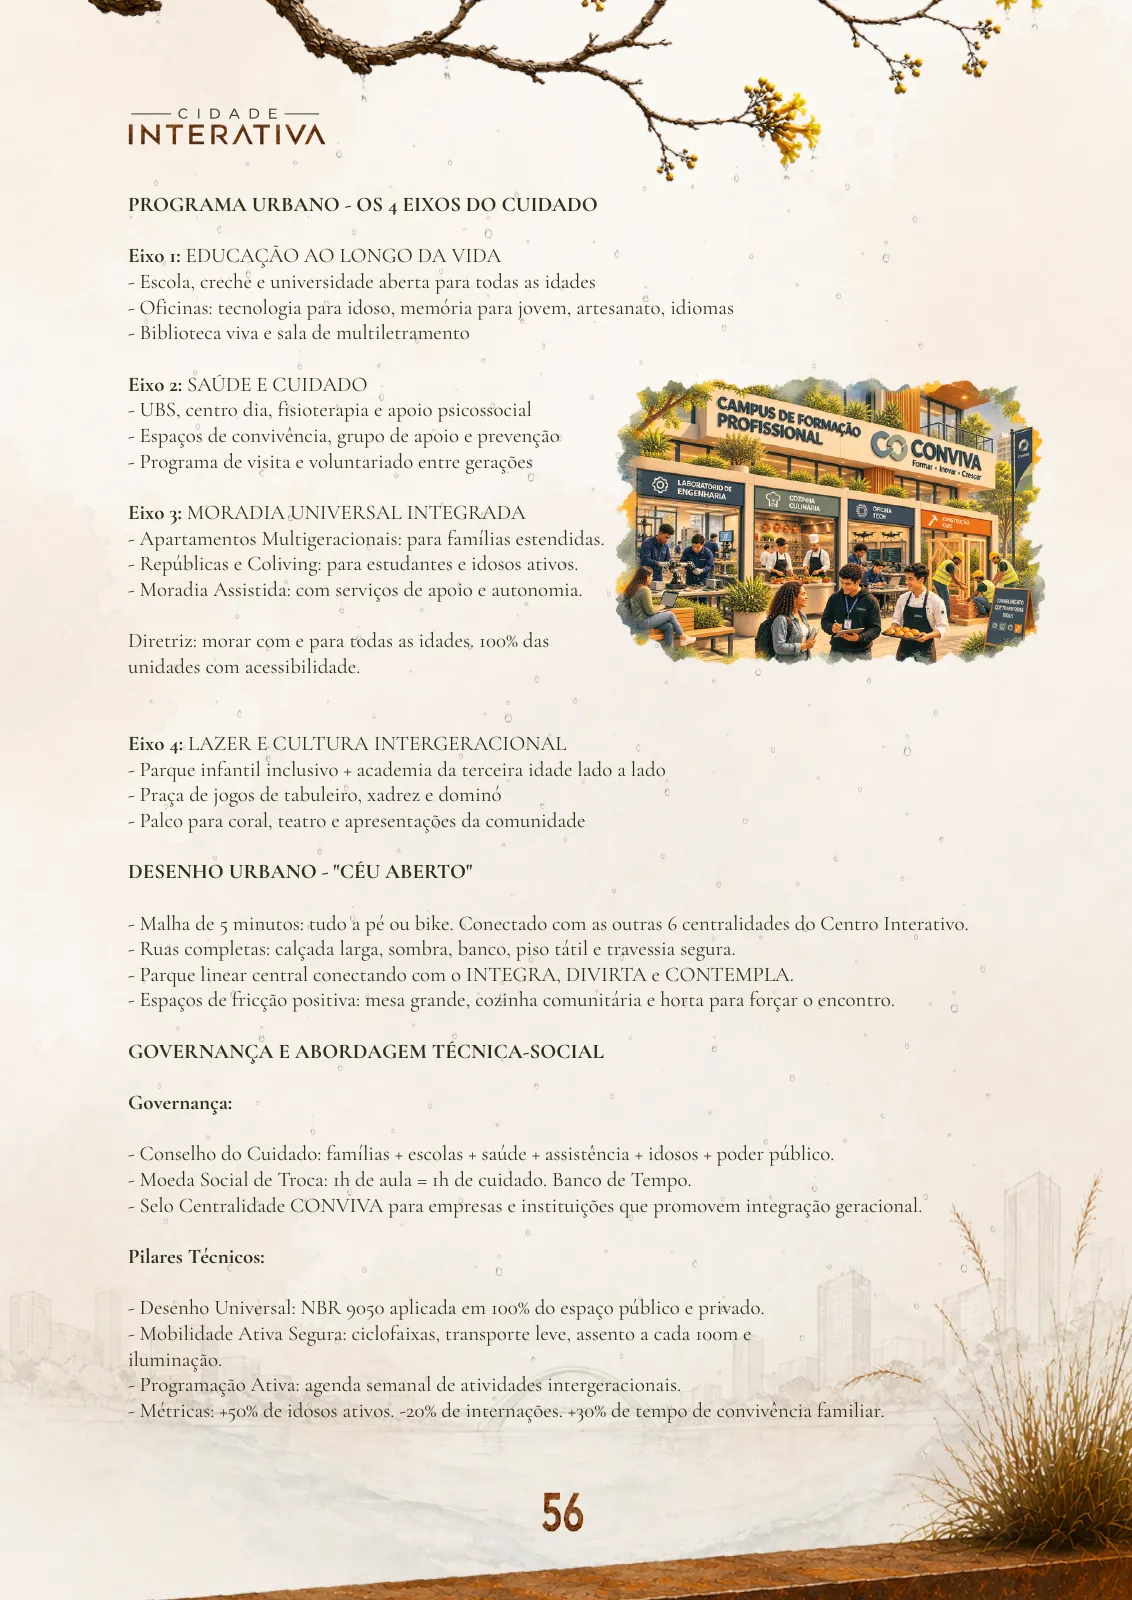 CIDADE
INTERATIVA
PROGRAMA URBANO - OS 4 EIXOS DO CUIDADO
Eixo 1: EDUCAÇÃO AO LONGO DA VIDA
- Escola, creche e universidade aberta para todas as idades
- Oficinas: tecnologia para idoso, memória para jovem, artesanato, idiomas
- Biblioteca viva e sala de multiletramento
Eixo 2: SAÚDE E CUIDADO
- UBS, centro dia, fisioterapia e apoio psicossocial
- Espaços de convivência, grupo de apoio e prevenção
- Programa de visita e voluntariado entre gerações
Eixo 3: MORADIA UNIVERSAL INTEGRADA
- Apartamentos Multigeracionais: para famílias estendidas.
- Repúblicas e Coliving: para estudantes e idosos ativos.
- Moradia Assistida: com serviços de apoio e autonomia.
Diretriz: morar com e para todas as idades. 100% das
unidades com acessibilidade.
CAMPUS DE FORMAÇÃO
PROFISSIONAL
CONVIVA
Formar • Inovar • Crescer
LABORATÓRIO DE
ENGENHARIA
COZINHA
CULINÁRIA
OFICINA
TECH
CONSTRUÇÃO
CIVIL
CONHECIMENTO
QUE TRANSFORMA
VIDAS
Eixo 4: LAZER E CULTURA INTERGERACIONAL
- Parque infantil inclusivo + academia da terceira idade lado a lado
- Praça de jogos de tabuleiro, xadrez e dominó
- Palco para coral, teatro e apresentações da comunidade
DESENHO URBANO - "CÉU ABERTO"
- Malha de 5 minutos: tudo a pé ou bike. Conectado com as outras 6 centralidades do Centro Interativo.
- Ruas completas: calçada larga, sombra, banco, piso tátil e travessia segura.
- Parque linear central conectando com o INTEGRA, DIVIRTA e CONTEMPLA.
- Espaços de fricção positiva: mesa grande, cozinha comunitária e horta para forçar o encontro.
GOVERNANÇA E ABORDAGEM TÉCNICA-SOCIAL
Governança:
- Conselho do Cuidado: famílias + escolas + saúde + assistência + idosos + poder público.
- Moeda Social de Troca: 1h de aula = 1h de cuidado. Banco de Tempo.
- Selo Centralidade CONVIVA para empresas e instituições que promovem integração geracional.
Pilares Técnicos:
- Desenho Universal: NBR 9050 aplicada em 100% do espaço público e privado.
- Mobilidade Ativa Segura: ciclofaixas, transporte leve, assento a cada 100m e
iluminação.
- Programação Ativa: agenda semanal de atividades intergeracionais.
- Métricas: +50% de idosos ativos. -20% de internações. +30% de tempo de convivência familiar.
56